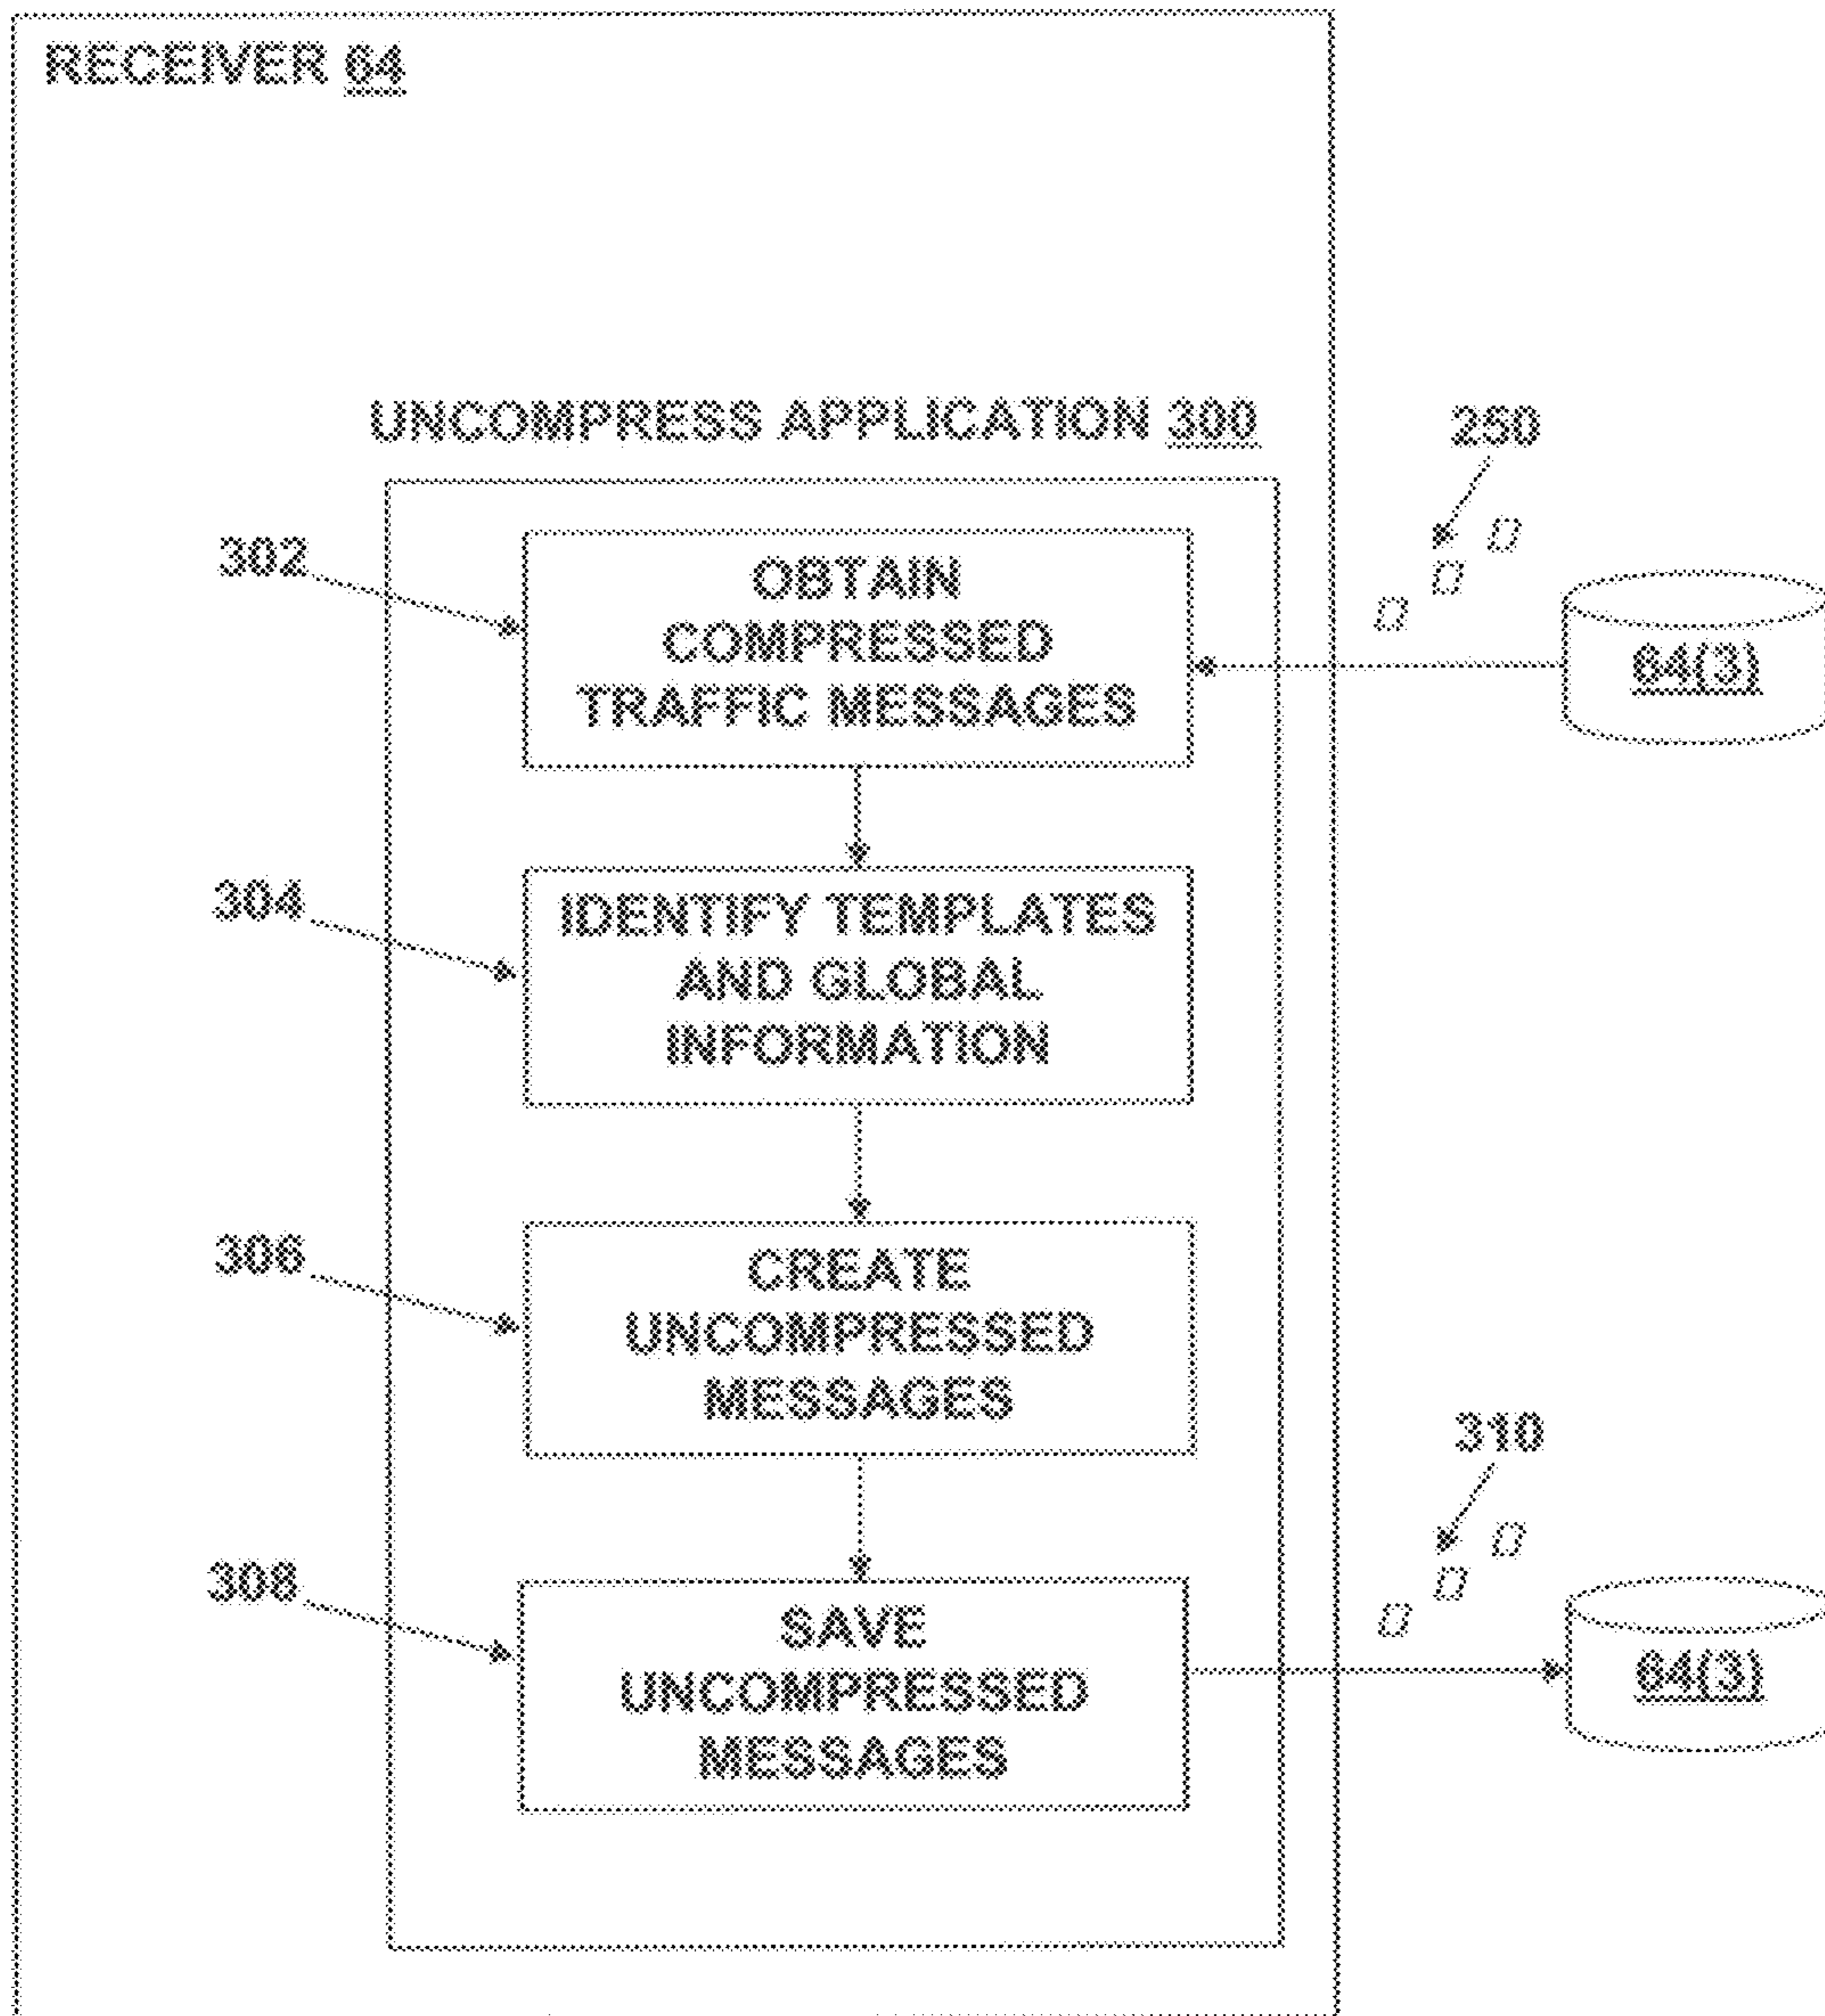 RECEIVER 64
UNCOMPRESS APPLICATION 300
250
302
OBTAIN
COMPRESSED
TRAFFIC MESSAGES
64(3)
304
IDENTIFY TEMPLATES
AND GLOBAL
INFORMATION
306
CREATE
UNCOMPRESSED
MESSAGES
310
308
SAVE
UNCOMPRESSED
MESSAGES
64(3)